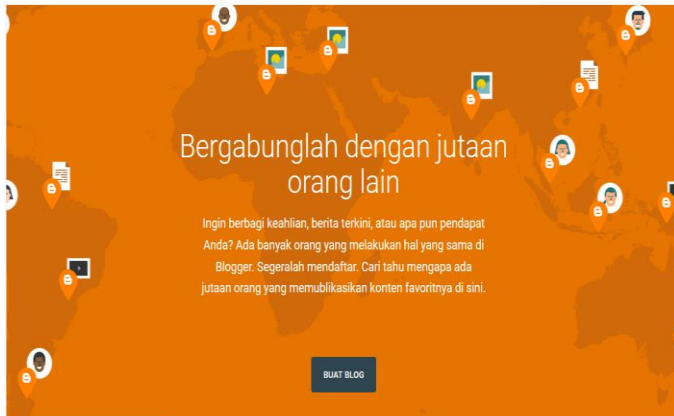 Bergabunglah dengan jutaan
orang lain
Ingin berbagi keahlian, berita terkini, atau apa pun pendapat
Anda? Ada banyak orang yang melakukan hal yang sama di
Blogger. Segeralah mendaftar. Cari tahu mengapa ada
jutaan orang yang memublikasikan konten favoritnya di sini.
BUAT BLOG